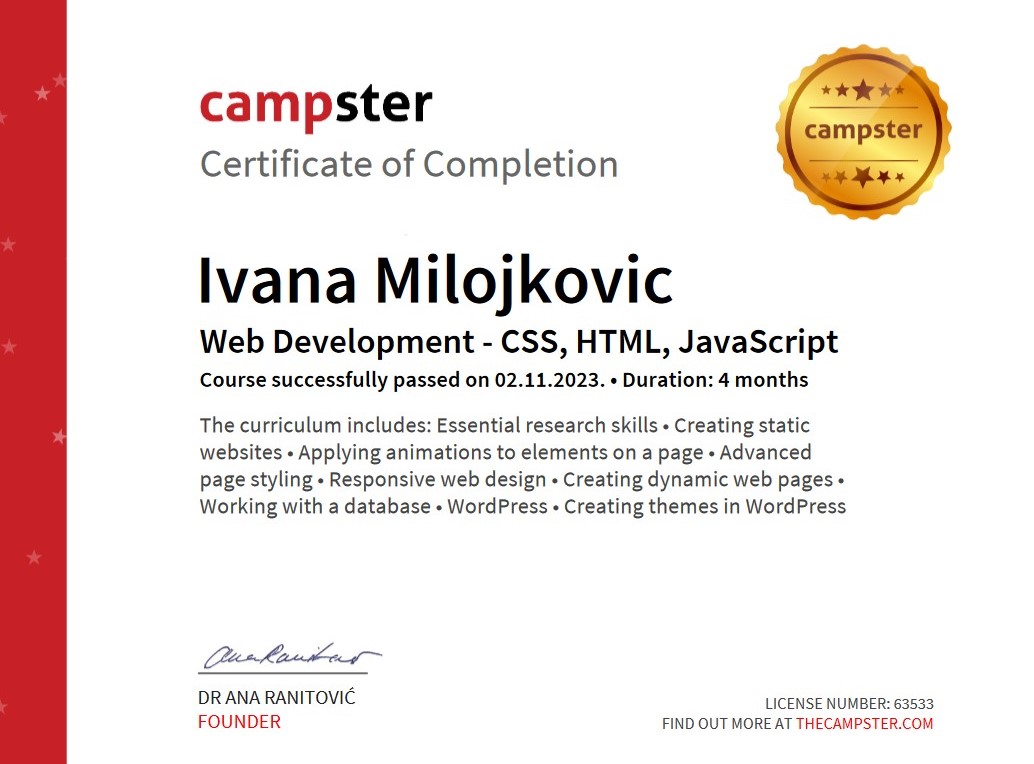 campster
Certificate of Completion
campster
Ivana Milojkovic
Web Development - CSS, HTML, JavaScript
Course successfully passed on 02.11.2023. • Duration: 4 months
The curriculum includes: Essential research skills • Creating static
websites • Applying animations to elements on a page • Advanced
page styling • Responsive web design • Creating dynamic web pages •
Working with a database • WordPress • Creating themes in WordPress
Ana Ranitović
DR ANA RANITOVIĆ
FOUNDER
LICENSE NUMBER: 63533
FIND OUT MORE AT THECAMPSTER.COM